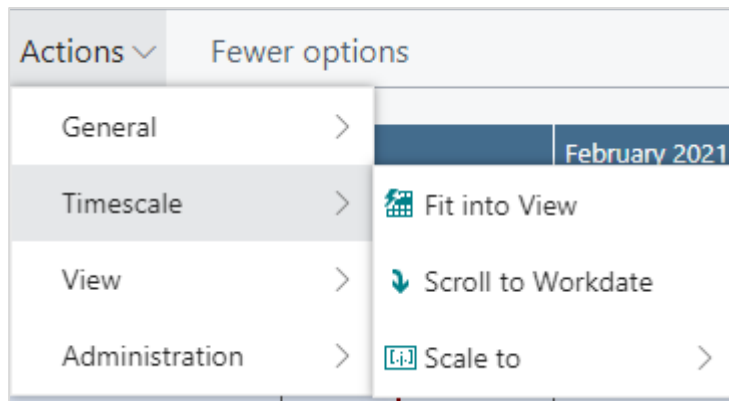 Actions Fewer options
General
February 2021
Timescale
Fit into View
View
Scroll to Workdate
Administration
Scale to